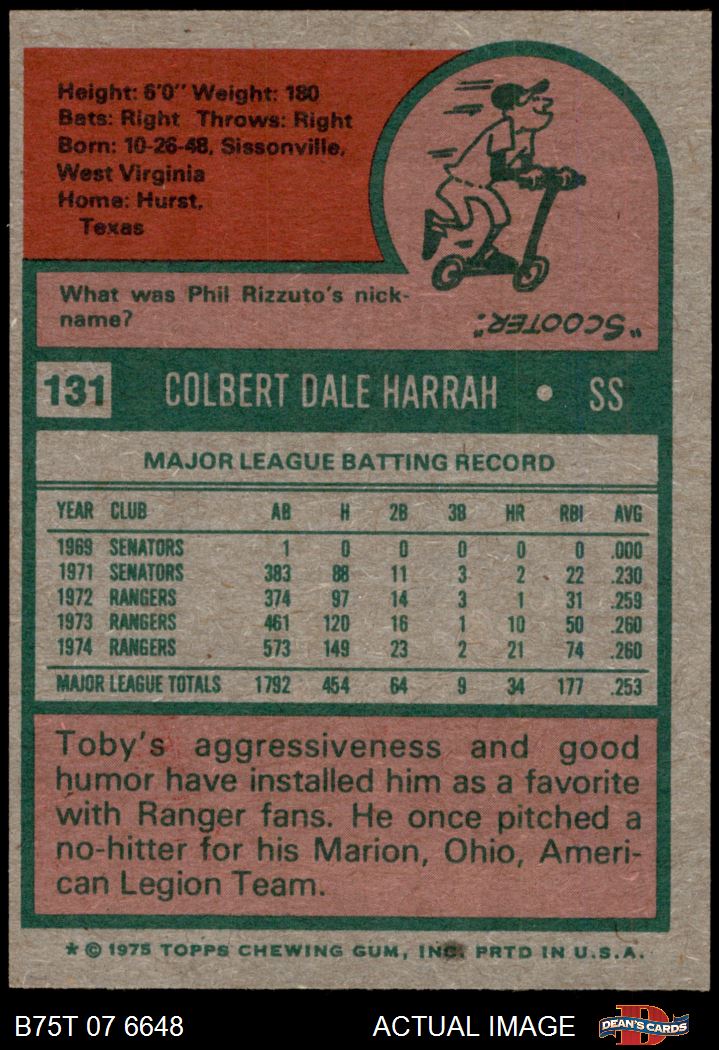 Height: 6'0" Weight: 180
Bats: Right Throws: Right
Born: 10-26-48, Sissonville,
West Virginia
Home: Hurst,
Texas
What was Phil Rizzuto's nick-
name?
"SCOOTER."
131 COLBERT DALE HARRAH • SS
MAJOR LEAGUE BATTING RECORD
YEAR CLUB AB H 2B 3B HR RBI AVG
1969 SENATORS 1 0 0 0 0 0 .000
1971 SENATORS 383 88 11 3 2 22 .230
1972 RANGERS 374 97 14 3 1 31 .259
1973 RANGERS 461 120 16 1 10 50 .260
1974 RANGERS 573 149 23 2 21 74 .260
MAJOR LEAGUE TOTALS 1792 454 64 9 34 177 .253
Toby's aggressiveness and good
humor have installed him as a favorite
with Ranger fans. He once pitched a
no-hitter for his Marion, Ohio, Ameri-
can Legion Team.
* © 1975 TOPPS CHEWING GUM, INC. PRTD IN U.S.A.
B75T 07 6648 ACTUAL IMAGE D DEAN'S CARDS